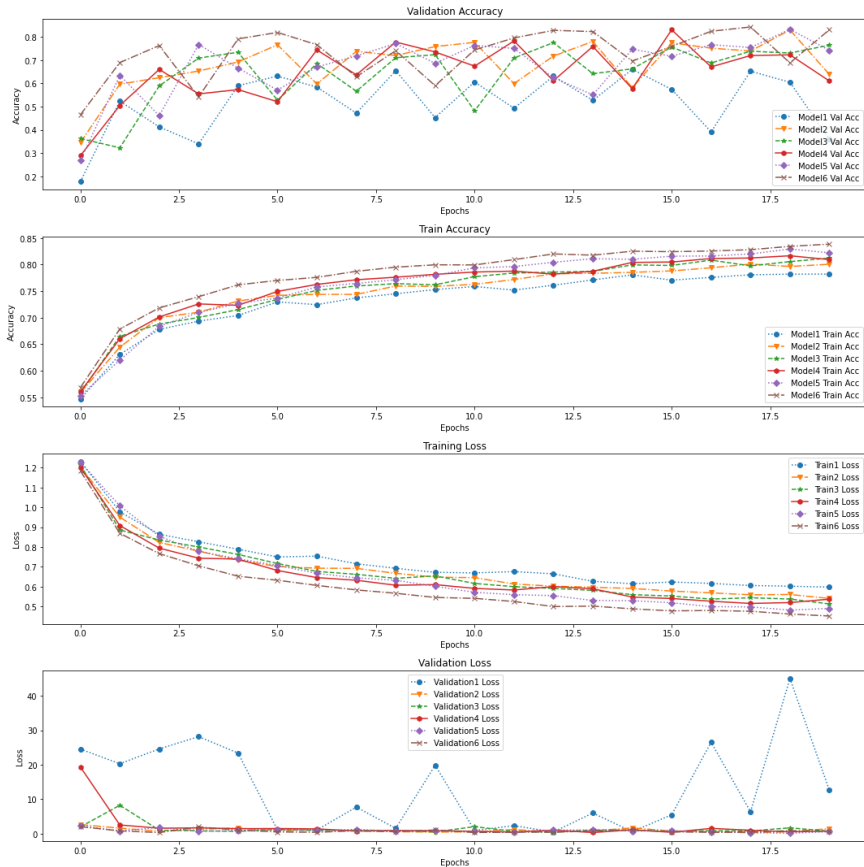 Validation Accuracy
Accuracy
0.8
0.7
0.6
0.5
0.4
0.3
0.2
Model1 Val Acc
Model2 Val Acc
Model3 Val Acc
Model4 Val Acc
Model5 Val Acc
Model6 Val Acc
0.0 2.5 5.0 7.5 10.0 12.5 15.0 17.5
Epochs
Train Accuracy
Accuracy
0.85
0.80
0.75
0.70
0.65
0.60
0.55
Model1 Train Acc
Model2 Train Acc
Model3 Train Acc
Model4 Train Acc
Model5 Train Acc
Model6 Train Acc
0.0 2.5 5.0 7.5 10.0 12.5 15.0 17.5
Epochs
Training Loss
Loss
1.2
1.1
1.0
0.9
0.8
0.7
0.6
0.5
Train1 Loss
Train2 Loss
Train3 Loss
Train4 Loss
Train5 Loss
Train6 Loss
0.0 2.5 5.0 7.5 10.0 12.5 15.0 17.5
Epochs
Validation Loss
Loss
40
30
20
10
0
Validation1 Loss
Validation2 Loss
Validation3 Loss
Validation4 Loss
Validation5 Loss
Validation6 Loss
0.0 2.5 5.0 7.5 10.0 12.5 15.0 17.5
Epochs